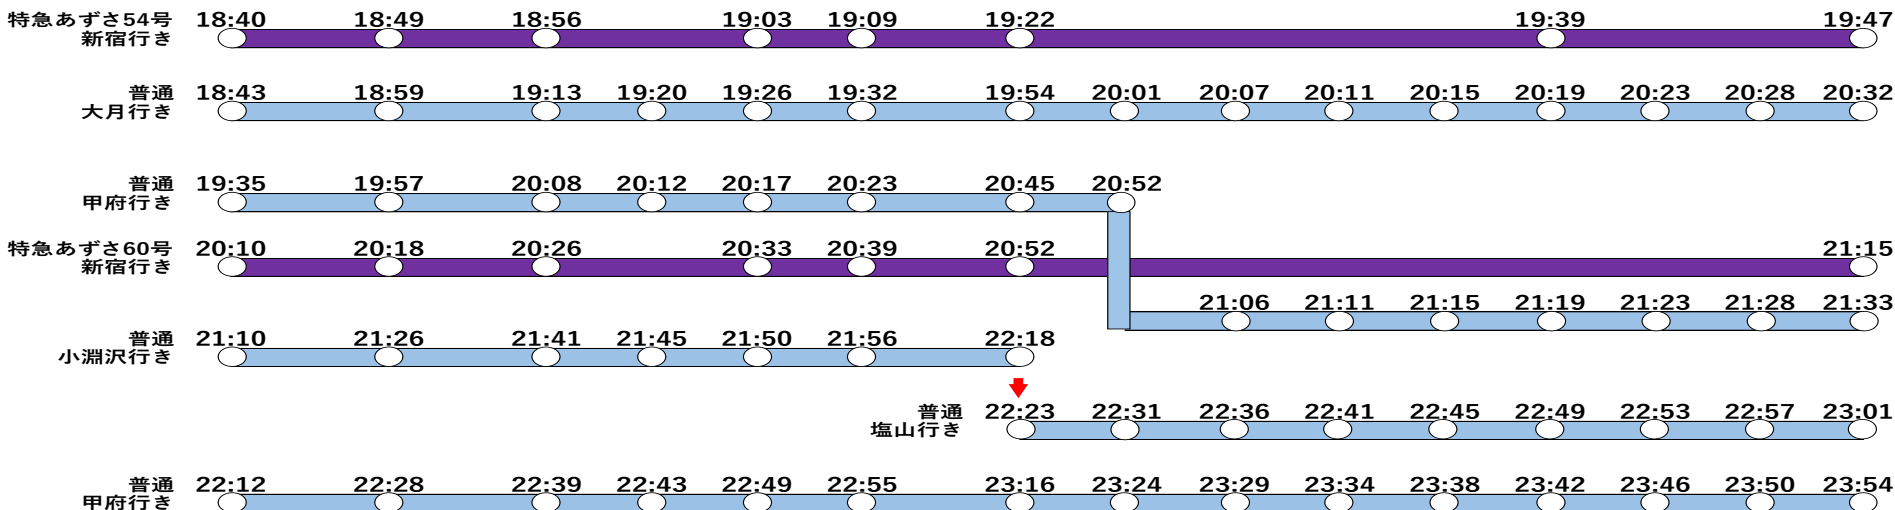 特急あずさ54号 18:40 18:49 18:56 19:03 19:09 19:22 19:39 19:47
新宿行き
普通 18:43 18:59 19:13 19:20 19:26 19:32 19:54 20:01 20:07 20:11 20:15 20:19 20:23 20:28 20:32
大月行き
普通 19:35 19:57 20:08 20:12 20:17 20:23 20:45 20:52
甲府行き
特急あずさ60号 20:10 20:18 20:26 20:33 20:39 20:52 21:15
新宿行き
21:06 21:11 21:15 21:19 21:23 21:28 21:33
普通 21:10 21:26 21:41 21:45 21:50 21:56 22:18
小淵沢行き
普通 22:23 22:31 22:36 22:41 22:45 22:49 22:53 22:57 23:01
塩山行き
普通 22:12 22:28 22:39 22:43 22:49 22:55 23:16 23:24 23:29 23:34 23:38 23:42 23:46 23:50 23:54
甲府行き